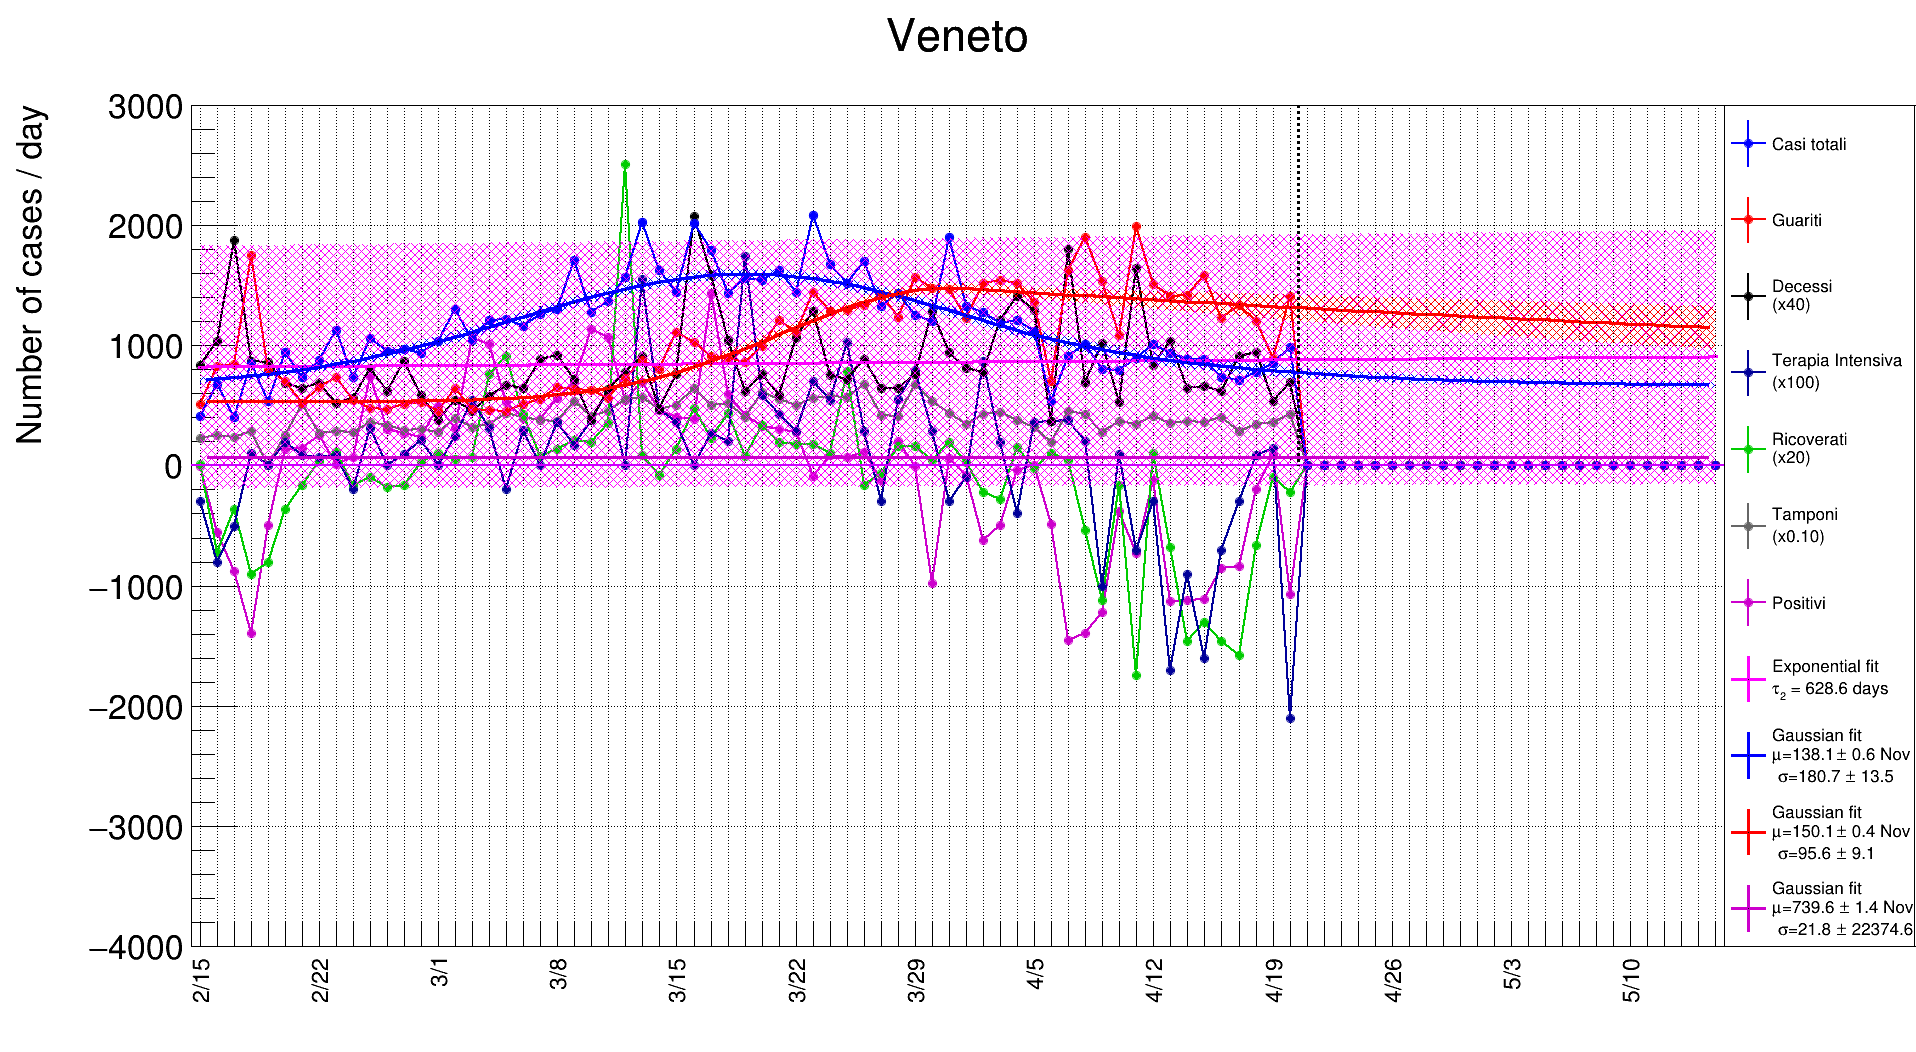 Veneto
Number of cases / day
3000
2000
1000
0
−1000
−2000
−3000
−4000
2/15
2/22
3/1
3/8
3/15
3/22
3/29
4/5
4/12
4/19
4/26
5/3
5/10
Casi totali
Guariti
Decessi
(x40)
Terapia Intensiva
(x100)
Ricoverati
(x20)
Tamponi
(x0.10)
Positivi
Exponential fit
τ2 = 628.6 days
Gaussian fit
μ=138.1 ± 0.6 Nov
σ=180.7 ± 13.5
Gaussian fit
μ=150.1 ± 0.4 Nov
σ=95.6 ± 9.1
Gaussian fit
μ=739.6 ± 1.4 Nov
σ=21.8 ± 22374.6